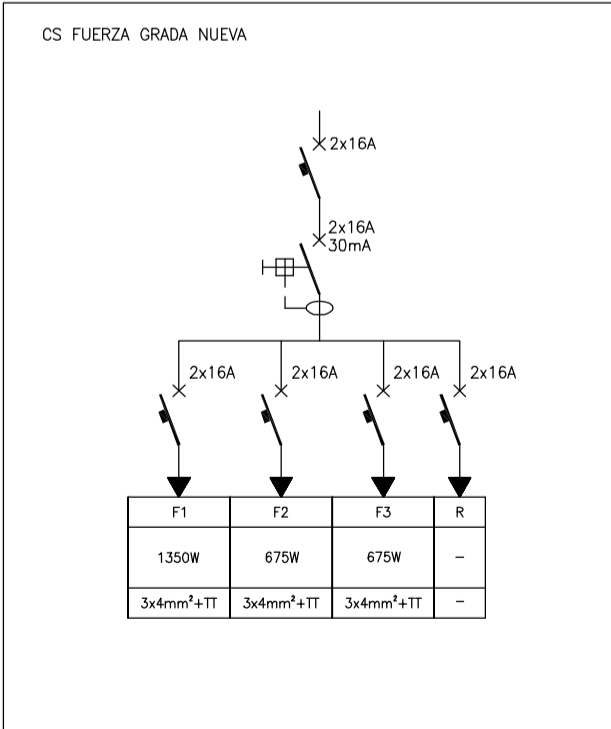 CS FUERZA GRADA NUEVA
2x16A
2x16A
30mA
2x16A 2x16A 2x16A 2x16A
F1 F2 F3 R
1350W 675W 675W -
3x4mm²+TT 3x4mm²+TT 3x4mm²+TT -